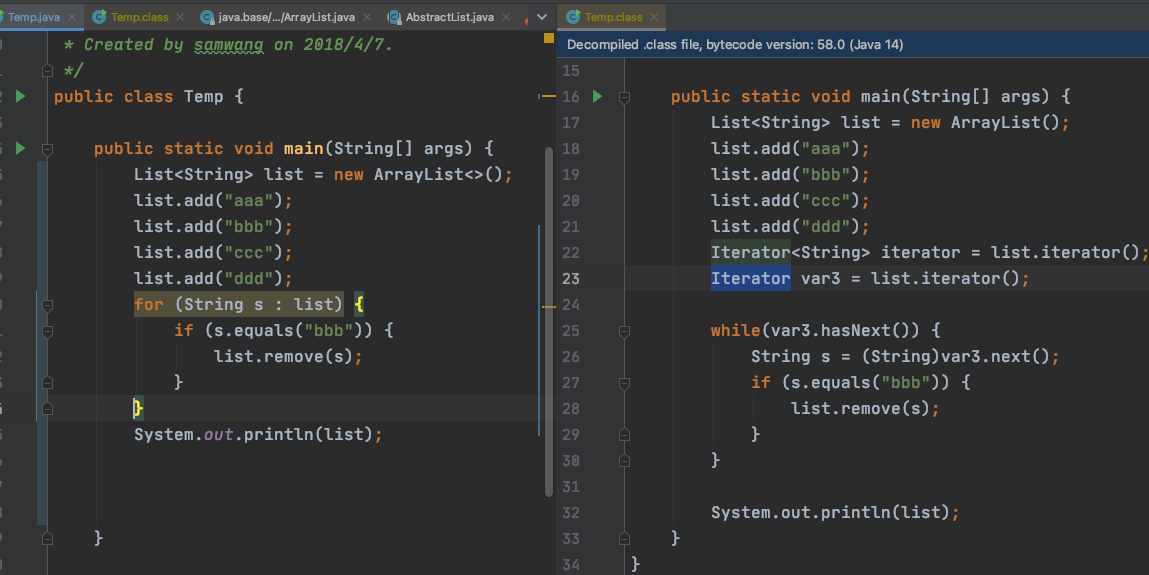 Temp.java Temp.class java.base/.../ArrayList.java AbstractList.java Temp.class
* Created by samwang on 2018/4/7.
*/
public class Temp {
public static void main(String[] args) {
List<String> list = new ArrayList<>();
list.add("aaa");
list.add("bbb");
list.add("ccc");
list.add("ddd");
for (String s : list) {
if (s.equals("bbb")) {
list.remove(s);
}
}
System.out.println(list);
}
Decompiled .class file, bytecode version: 58.0 (Java 14)
15
16 public static void main(String[] args) {
17 List<String> list = new ArrayList();
18 list.add("aaa");
19 list.add("bbb");
20 list.add("ccc");
21 list.add("ddd");
22 Iterator<String> iterator = list.iterator();
23 Iterator var3 = list.iterator();
24
25 while(var3.hasNext()) {
26 String s = (String)var3.next();
27 if (s.equals("bbb")) {
28 list.remove(s);
29 }
30 }
31
32 System.out.println(list);
33 }
34 }